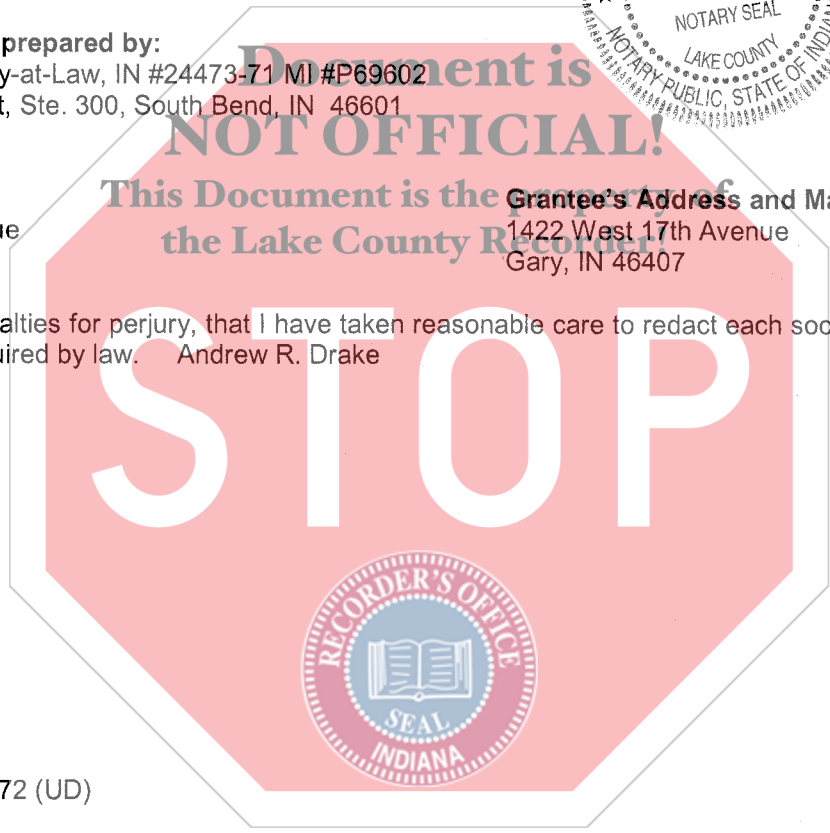 NOTARY SEAL
LAKE COUNTY
NOTARY PUBLIC, STATE OF INDIA
prepared by:
y-at-Law, IN #24473-71 MI #P69602
t, Ste. 300, South Bend, IN 46601
Document is
NOT OFFICIAL!
This Document is the property of
the Lake County Recorder!
Grantee's Address and Ma
1422 West 17th Avenue
Gary, IN 46407
ue
alties for perjury, that I have taken reasonable care to redact each soc
uired by law. Andrew R. Drake
STOP
RECORDER'S OFFICE
SEAL
INDIANA
72 (UD)